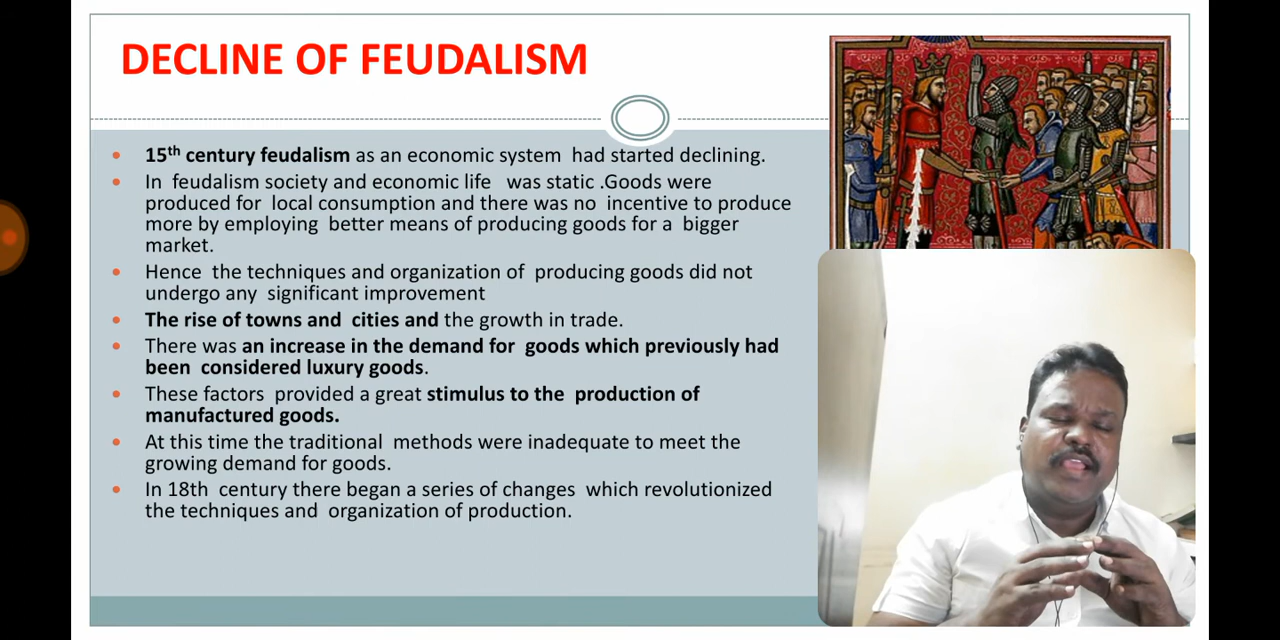 DECLINE OF FEUDALISM
15th century feudalism as an economic system had started declining.
In feudalism society and economic life was static .Goods were
produced for local consumption and there was no incentive to produce
more by employing better means of producing goods for a bigger
market.
Hence the techniques and organization of producing goods did not
undergo any significant improvement
The rise of towns and cities and the growth in trade.
There was an increase in the demand for goods which previously had
been considered luxury goods.
These factors provided a great stimulus to the production of
manufactured goods.
At this time the traditional methods were inadequate to meet the
growing demand for goods.
In 18th century there began a series of changes which revolutionized
the techniques and organization of production.